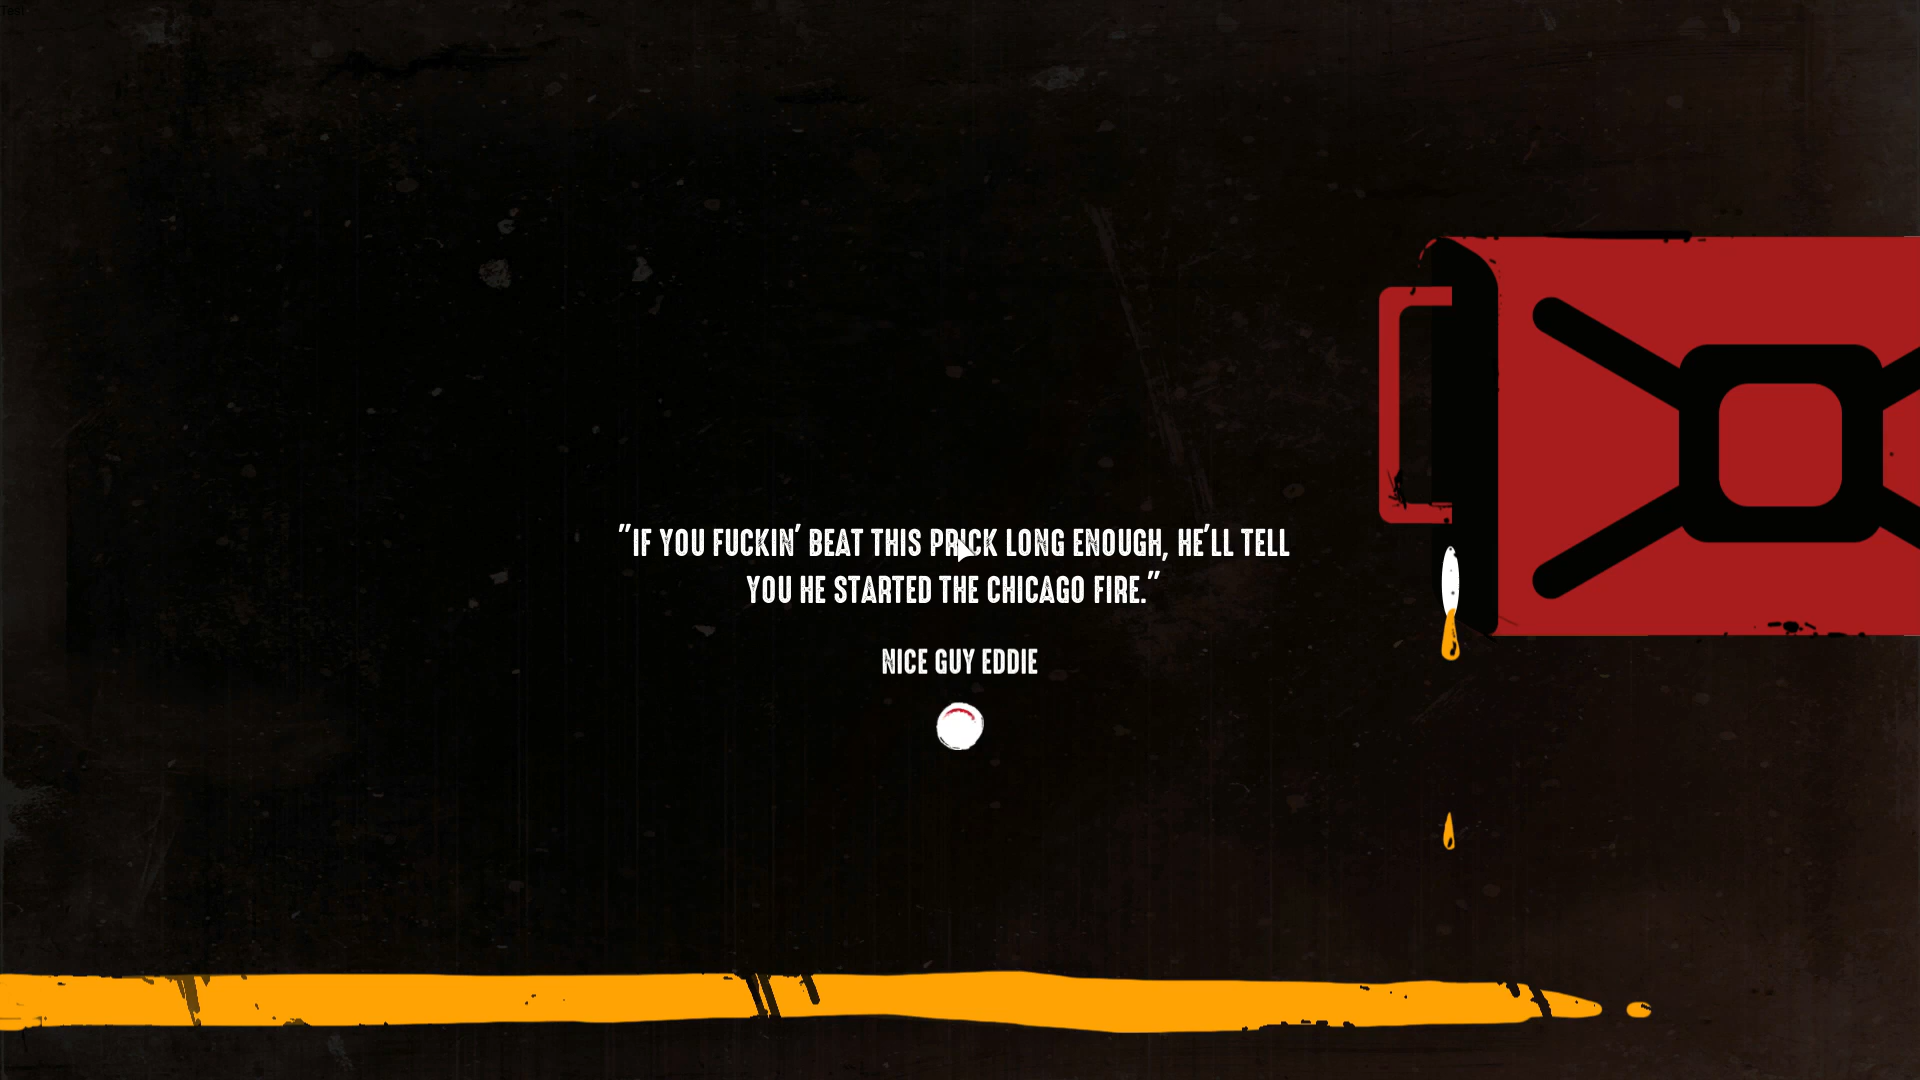 Test
"IF YOU FUCKIN' BEAT THIS PRICK LONG ENOUGH, HE'LL TELL
YOU HE STARTED THE CHICAGO FIRE."
NICE GUY EDDIE